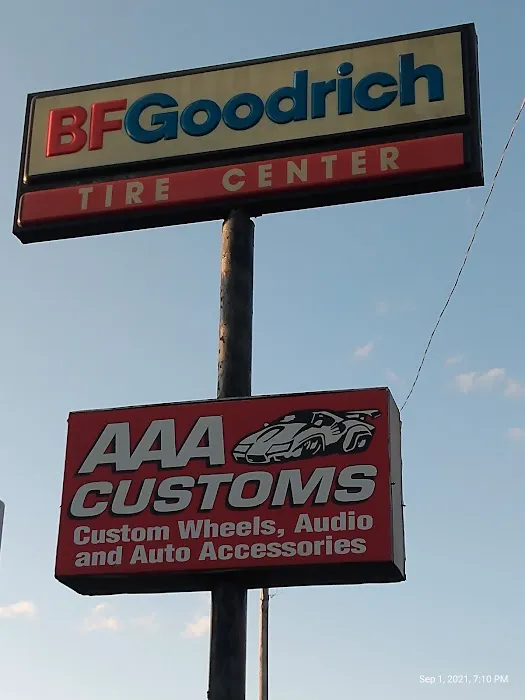 BFGoodrich
TIRE CENTER
AAA
CUSTOMS
Custom Wheels, Audio
and Auto Accessories
Sep 1, 2021, 7:10 PM